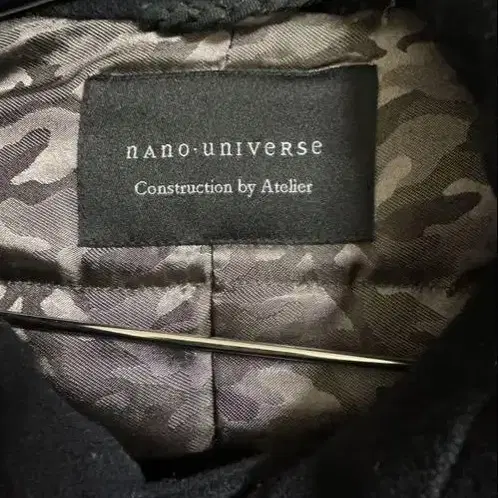 nano·universe
Construction by Atelier